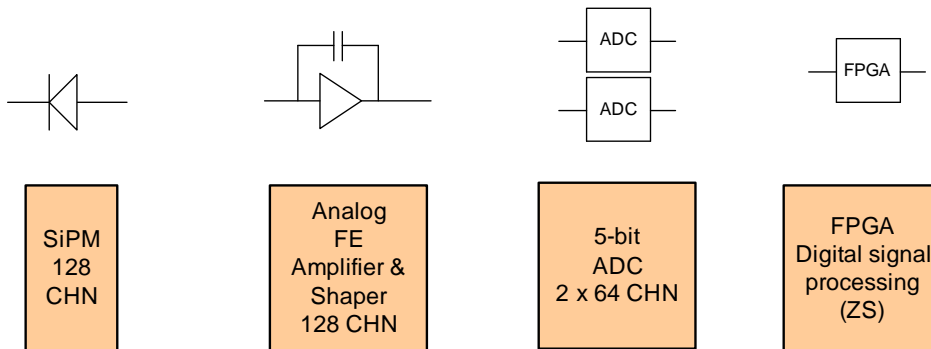 ADC
ADC
FPGA
SiPM
128
CHN
Analog
FE
Amplifier &
Shaper
128 CHN
5-bit
ADC
2 x 64 CHN
FPGA
Digital signal
processing
(ZS)